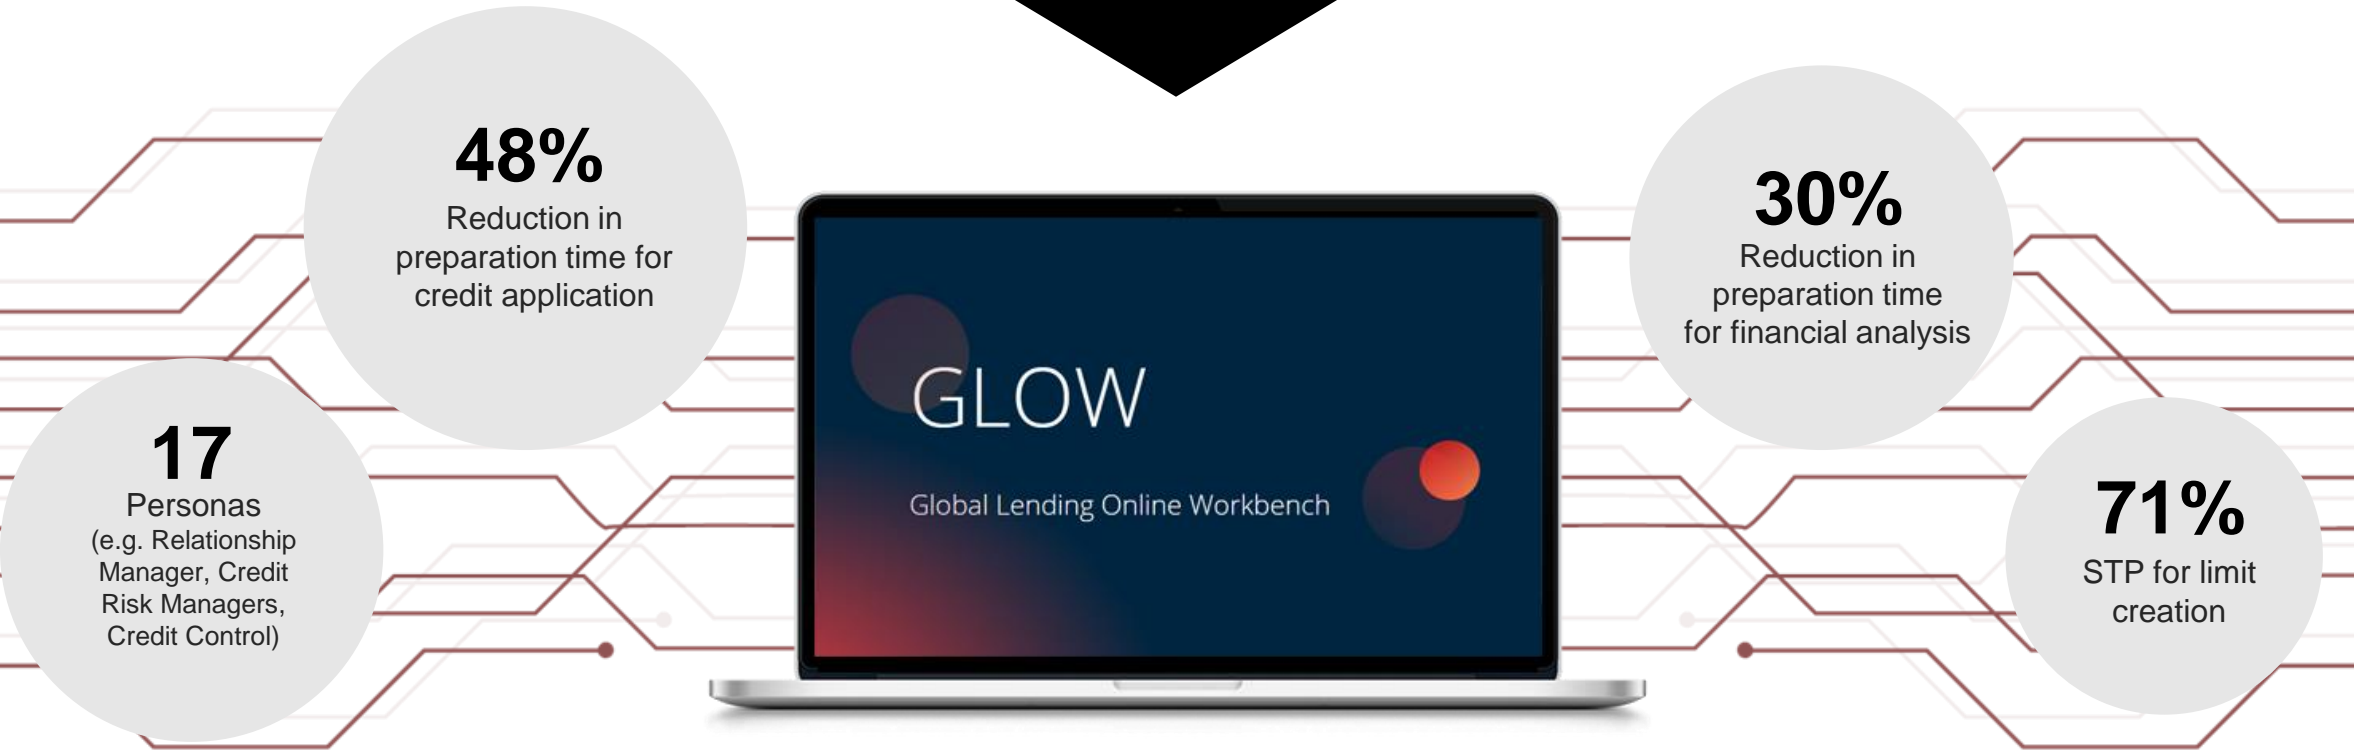 48%
Reduction in
preparation time for
credit application
17
Personas
(e.g. Relationship
Manager, Credit
Risk Managers,
Credit Control)
GLOW
Global Lending Online Workbench
30%
Reduction in
preparation time
for financial analysis
71%
STP for limit
creation